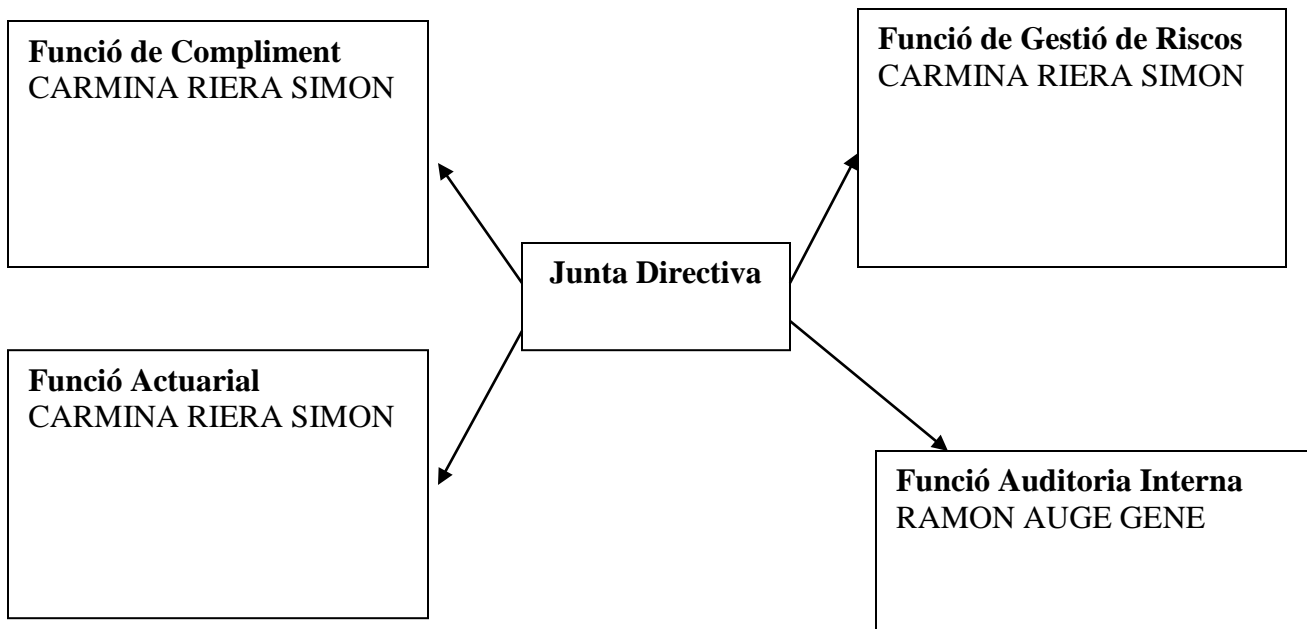 Funció de Compliment
CARMINA RIERA SIMON
Funció de Gestió de Riscos
CARMINA RIERA SIMON
Junta Directiva
Funció Actuarial
CARMINA RIERA SIMON
Funció Auditoria Interna
RAMON AUGE GENE